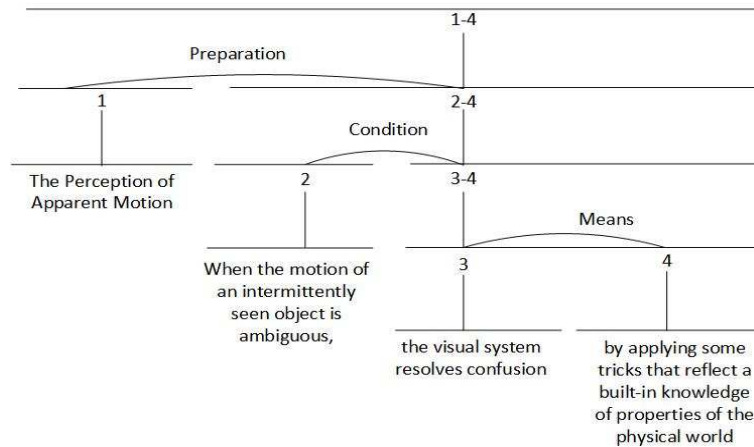 1-4
Preparation
1
2-4
Condition
The Perception of
Apparent Motion
2
3-4
Means
When the motion of
an intermittently
seen object is
ambiguous,
3
4
the visual system
resolves confusion
by applying some
tricks that reflect a
built-in knowledge
of properties of the
physical world